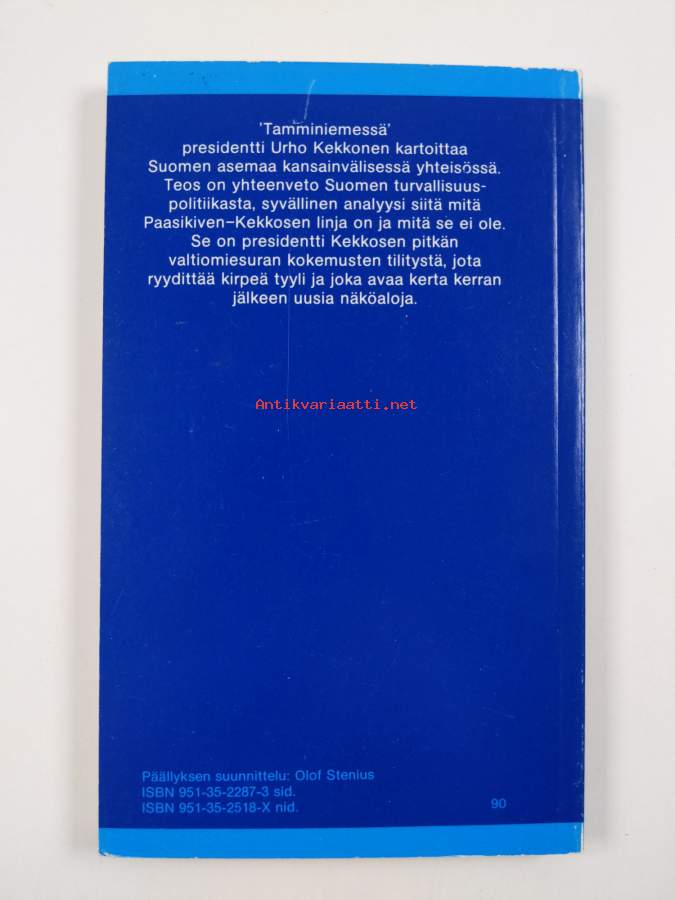 'Tamminiemessä'
presidentti Urho Kekkonen kartoittaa
Suomen asemaa kansainvälisessä yhteisössä.
Teos on yhteenveto Suomen turvallisuus-
politiikasta, syvällinen analyysi siitä mitä
Paasikiven–Kekkosen linja on ja mitä se ei ole.
Se on presidentti Kekkosen pitkän
valtiomiesuran kokemusten tilitystä, jota
ryydittää kirpeä tyyli ja joka avaa kerta kerran
jälkeen uusia näköaloja.
Antikvariaatti.net
Päällyksen suunnittelu: Olof Stenius
ISBN 951-35-2287-3 sid.
ISBN 951-35-2518-X nid.
90